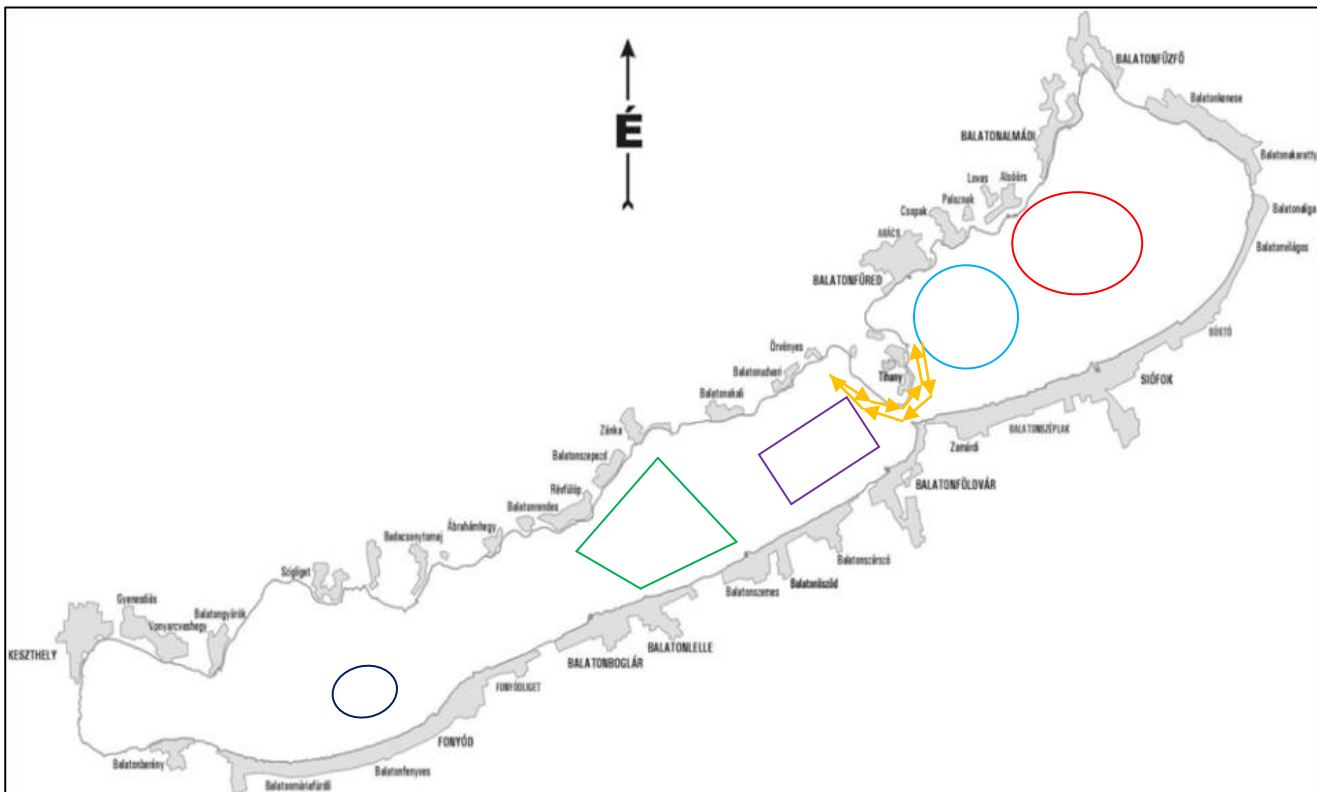 BALATONFŰZFŐ
Balatonkenese
É
BALATONALMÁDI
Balatonakaratty
Lovas
Alsóörs
Paloznak
Csopak
Balatonaliga
ARÁCS
Balatonvilágos
BALATONFÜRED
SÓSTÓ
Örvényes
Tihany
Balatonudvari
SIÓFOK
Balatonakali
BALATONSZÉPLAK
Zánka
Zamárdi
Balatonszepezd
BALATONFÖLDVÁR
Révfülöp
Balatonrendes
Ábrahámhegy
Badacsonytomaj
Balatonszárszó
Szigliget
Balatonszemes
Balatonőszöd
Gyenesdiás
Balatongyörök
Vonyarcvashegy
BALATONLELLE
KESZTHELY
BALATONBOGLÁR
FONYÓDLIGET
FONYÓD
Balatonberény
Balatonfenyves
Balatonmáriafürdő